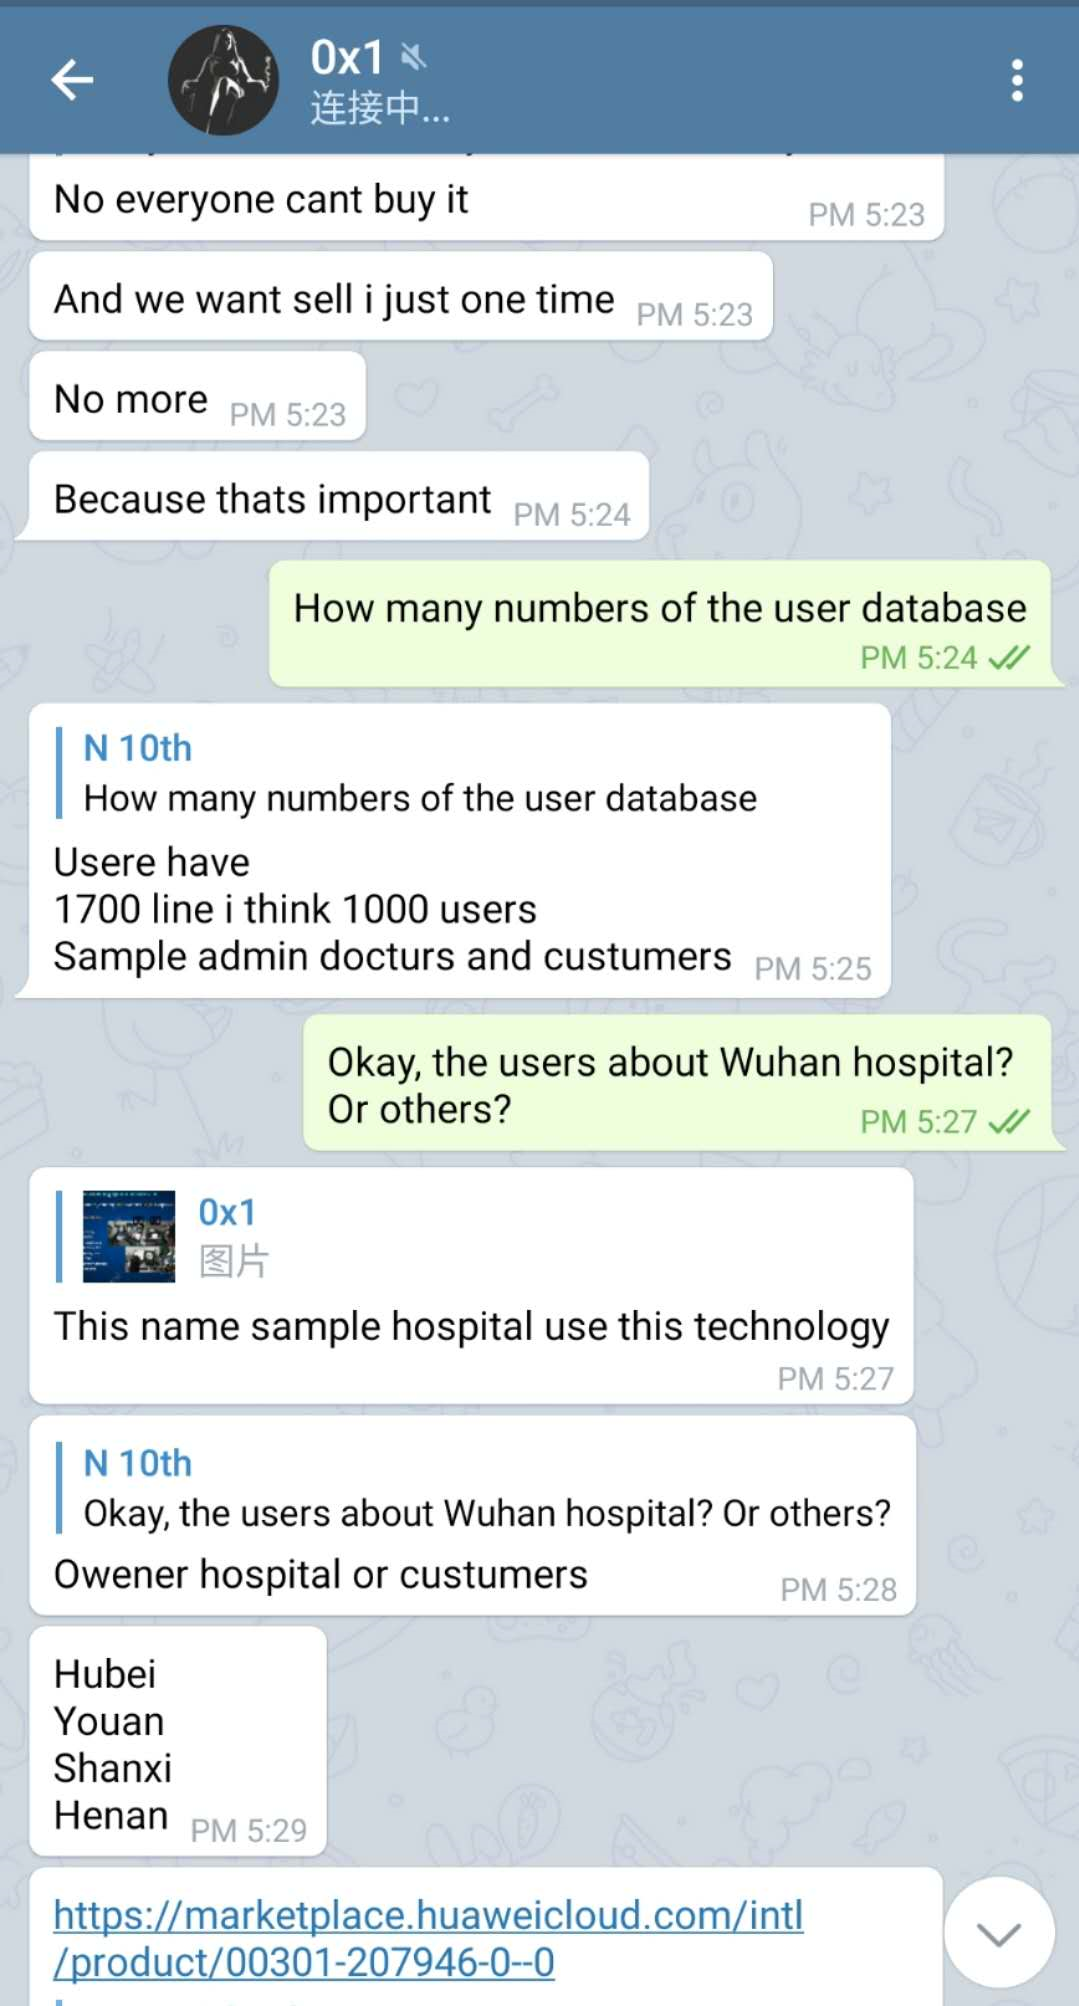 0x1
连接中...
No everyone cant buy it
PM 5:23
And we want sell i just one time
PM 5:23
No more
PM 5:23
Because thats important
PM 5:24
How many numbers of the user database
PM 5:24
N 10th
How many numbers of the user database
Usere have
1700 line i think 1000 users
Sample admin docturs and custumers
PM 5:25
Okay, the users about Wuhan hospital?
Or others?
PM 5:27
0x1
图片
This name sample hospital use this technology
PM 5:27
N 10th
Okay, the users about Wuhan hospital? Or others?
Owener hospital or custumers
PM 5:28
Hubei
Youan
Shanxi
Henan
PM 5:29
https://marketplace.huaweicloud.com/intl
/product/00301-207946-0--0